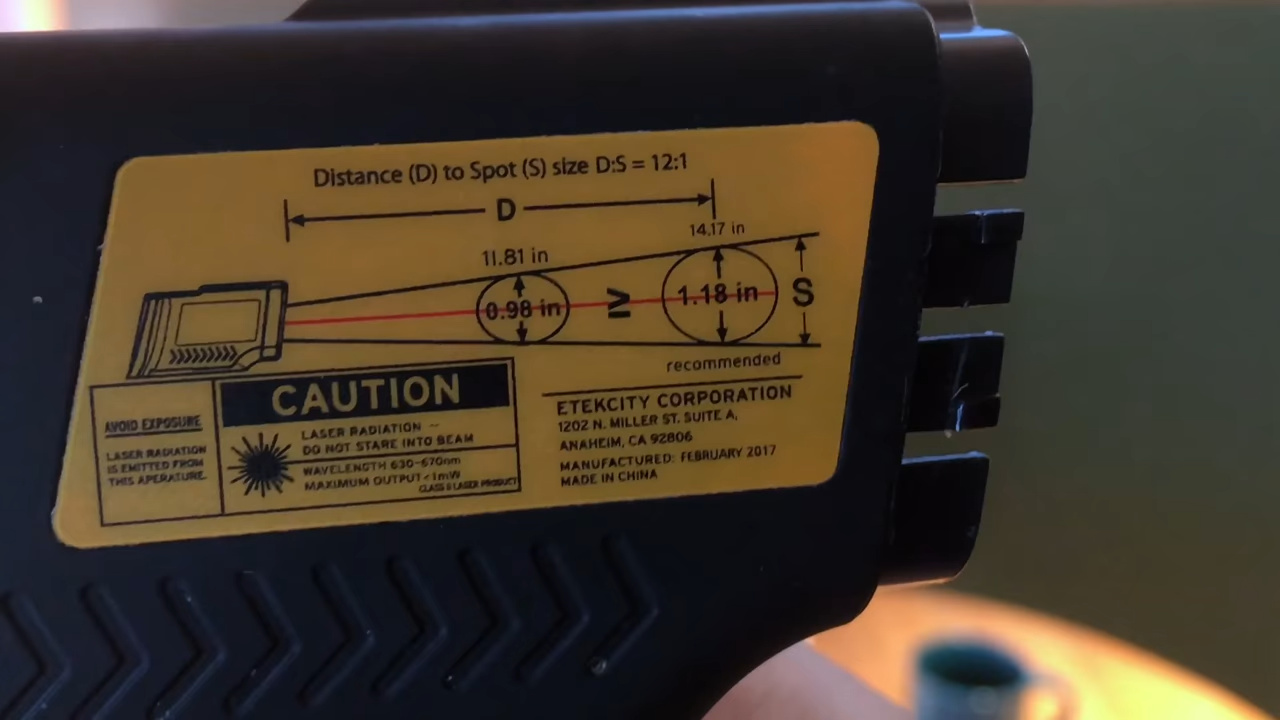 Distance (D) to Spot (S) size D:S = 12:1
D
14.17 in
11.81 in
0.98 in ≥ 1.18 in S
recommended
CAUTION
AVOID EXPOSURE
LASER RADIATION
IS EMITTED FROM
THIS APERATURE.
LASER RADIATION –
DO NOT STARE INTO BEAM
WAVELENGTH 630-670nm
MAXIMUM OUTPUT<1mW
CLASS II LASER PRODUCT
ETEKCITY CORPORATION
1202 N. MILLER ST. SUITE A,
ANAHEIM, CA 92806
MANUFACTURED: FEBRUARY 2017
MADE IN CHINA